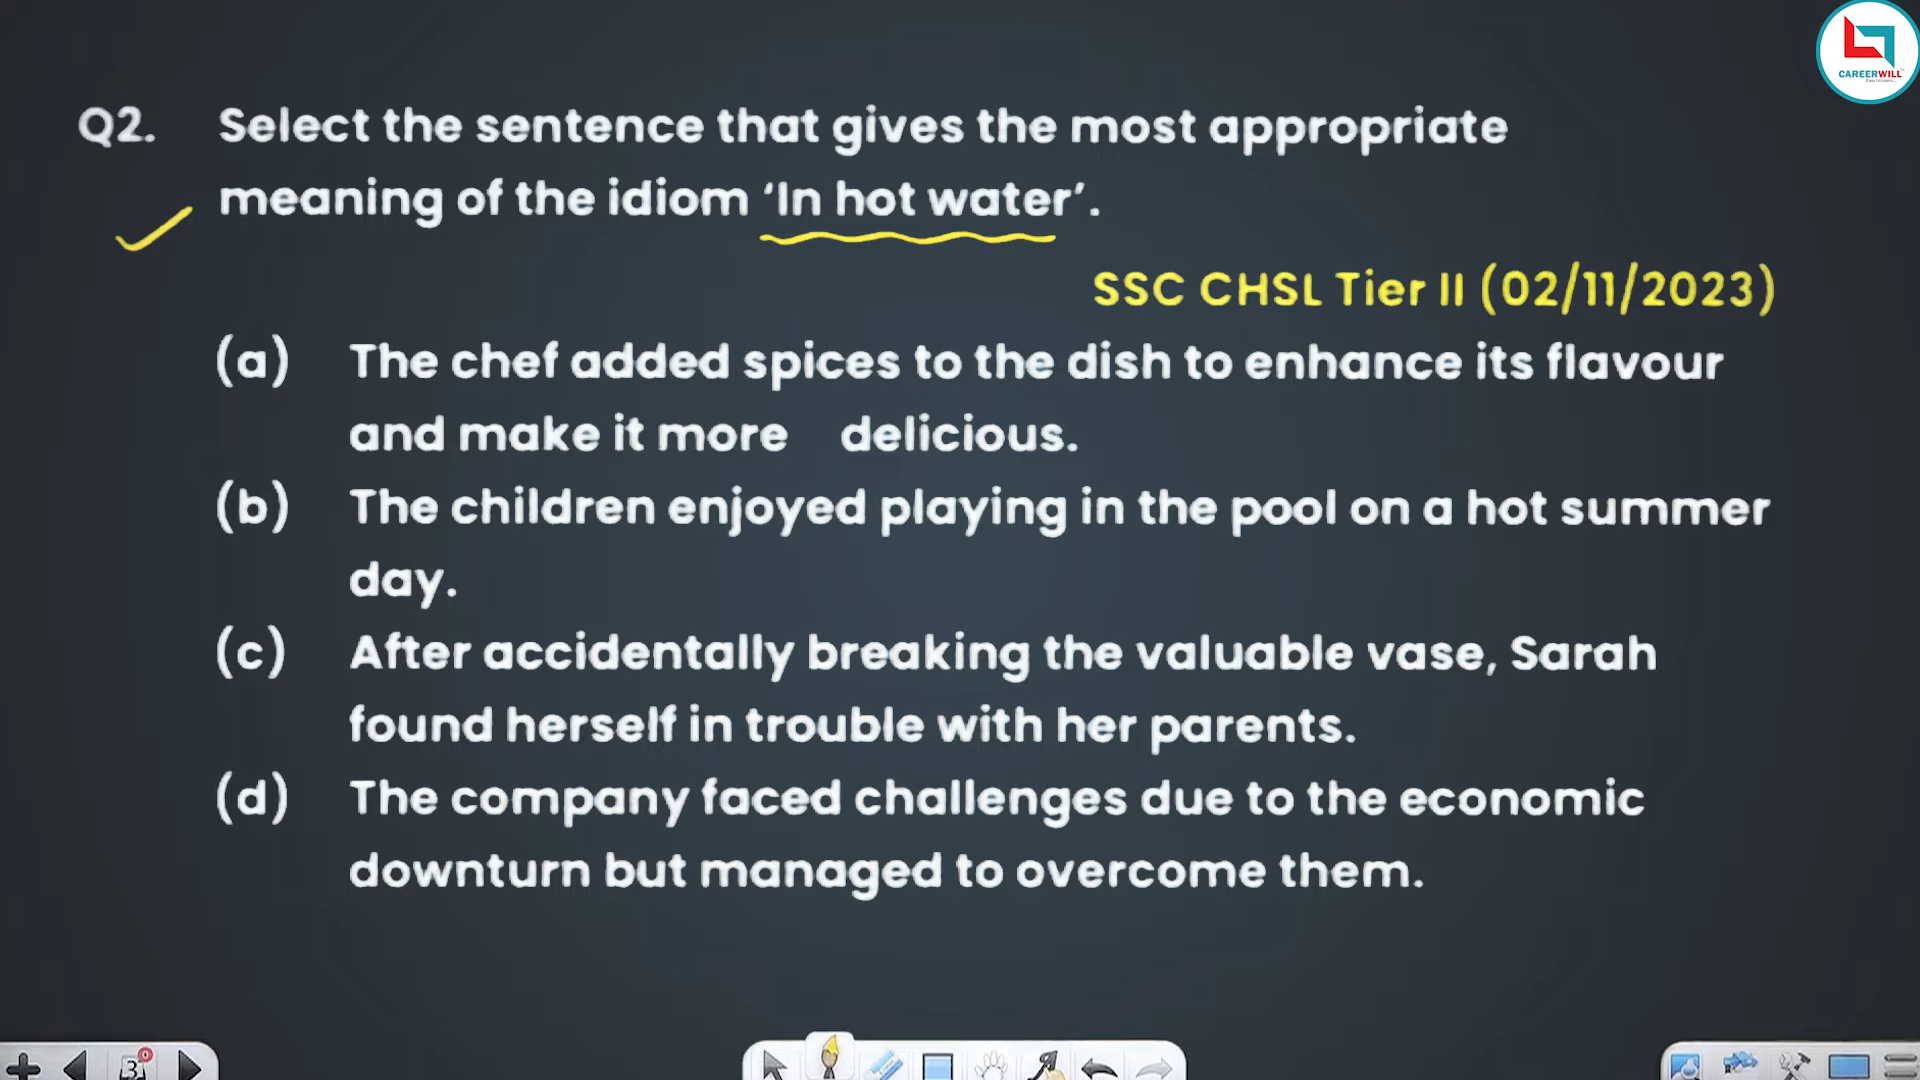 CAREERWILL
Q2. Select the sentence that gives the most appropriate
meaning of the idiom ‘In hot water’.
SSC CHSL Tier II (02/11/2023)
(a) The chef added spices to the dish to enhance its flavour
and make it more delicious.
(b) The children enjoyed playing in the pool on a hot summer
day.
(c) After accidentally breaking the valuable vase, Sarah
found herself in trouble with her parents.
(d) The company faced challenges due to the economic
downturn but managed to overcome them.
3
0